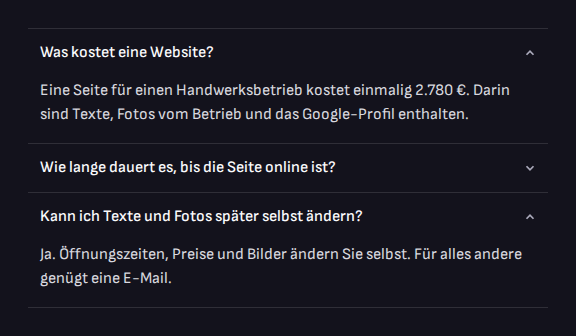 Was kostet eine Website?
Eine Seite für einen Handwerksbetrieb kostet einmalig 2.780 €. Darin
sind Texte, Fotos vom Betrieb und das Google-Profil enthalten.
Wie lange dauert es, bis die Seite online ist?
Kann ich Texte und Fotos später selbst ändern?
Ja. Öffnungszeiten, Preise und Bilder ändern Sie selbst. Für alles andere
genügt eine E-Mail.